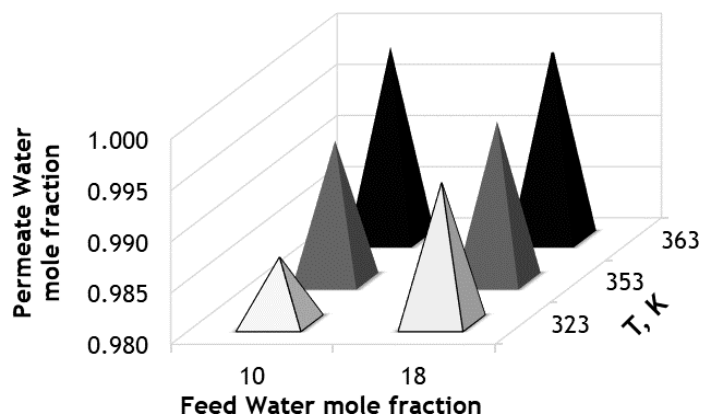 Permeate Water
mole fraction
1.000
0.995
0.990
0.985
0.980
10
18
Feed Water mole fraction
323
353
363
T, K